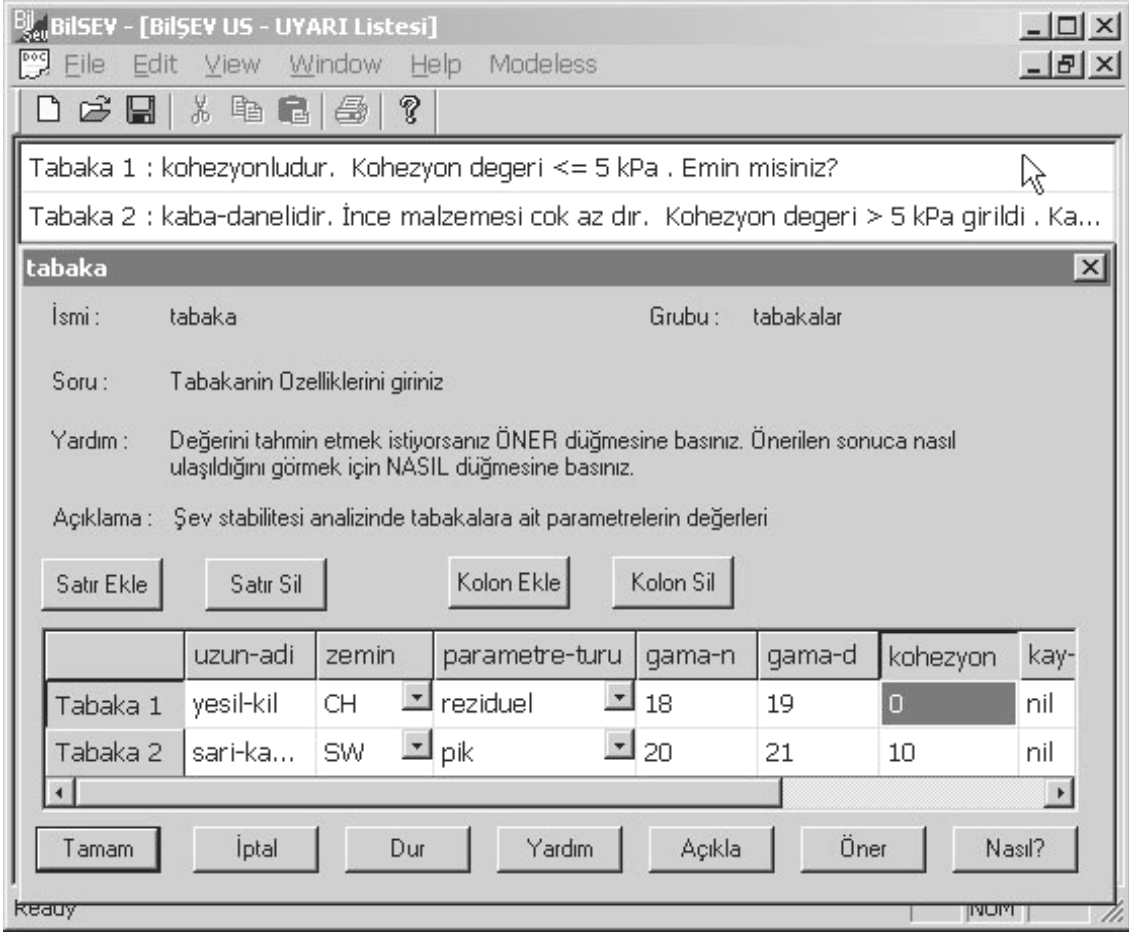 BilSEV - [BilŞEV US - UYARI Listesi]
File Edit View Window Help Modeless
Tabaka 1 : kohezyonludur. Kohezyon degeri <= 5 kPa . Emin misiniz?
Tabaka 2 : kaba-danelidir. İnce malzemesi cok az dır. Kohezyon degeri > 5 kPa girildi . Ka...
tabaka
İsmi : tabaka Grubu : tabakalar
Soru : Tabakanin Ozelliklerini giriniz
Yardım : Değerini tahmin etmek istiyorsanız ÖNER düğmesine basınız. Önerilen sonuca nasıl
ulaşıldığını görmek için NASIL düğmesine basınız.
Açıklama : Şev stabilitesi analizinde tabakalara ait parametrelerin değerleri
Satır Ekle Satır Sil Kolon Ekle Kolon Sil
uzun-adi zemin parametre-turu gama-n gama-d kohezyon kay-
Tabaka 1 yesil-kil CH reziduel 18 19 0 nil
Tabaka 2 sari-ka... SW pik 20 21 10 nil
Tamam İptal Dur Yardım Açıkla Öner Nasıl?
Ready NUM